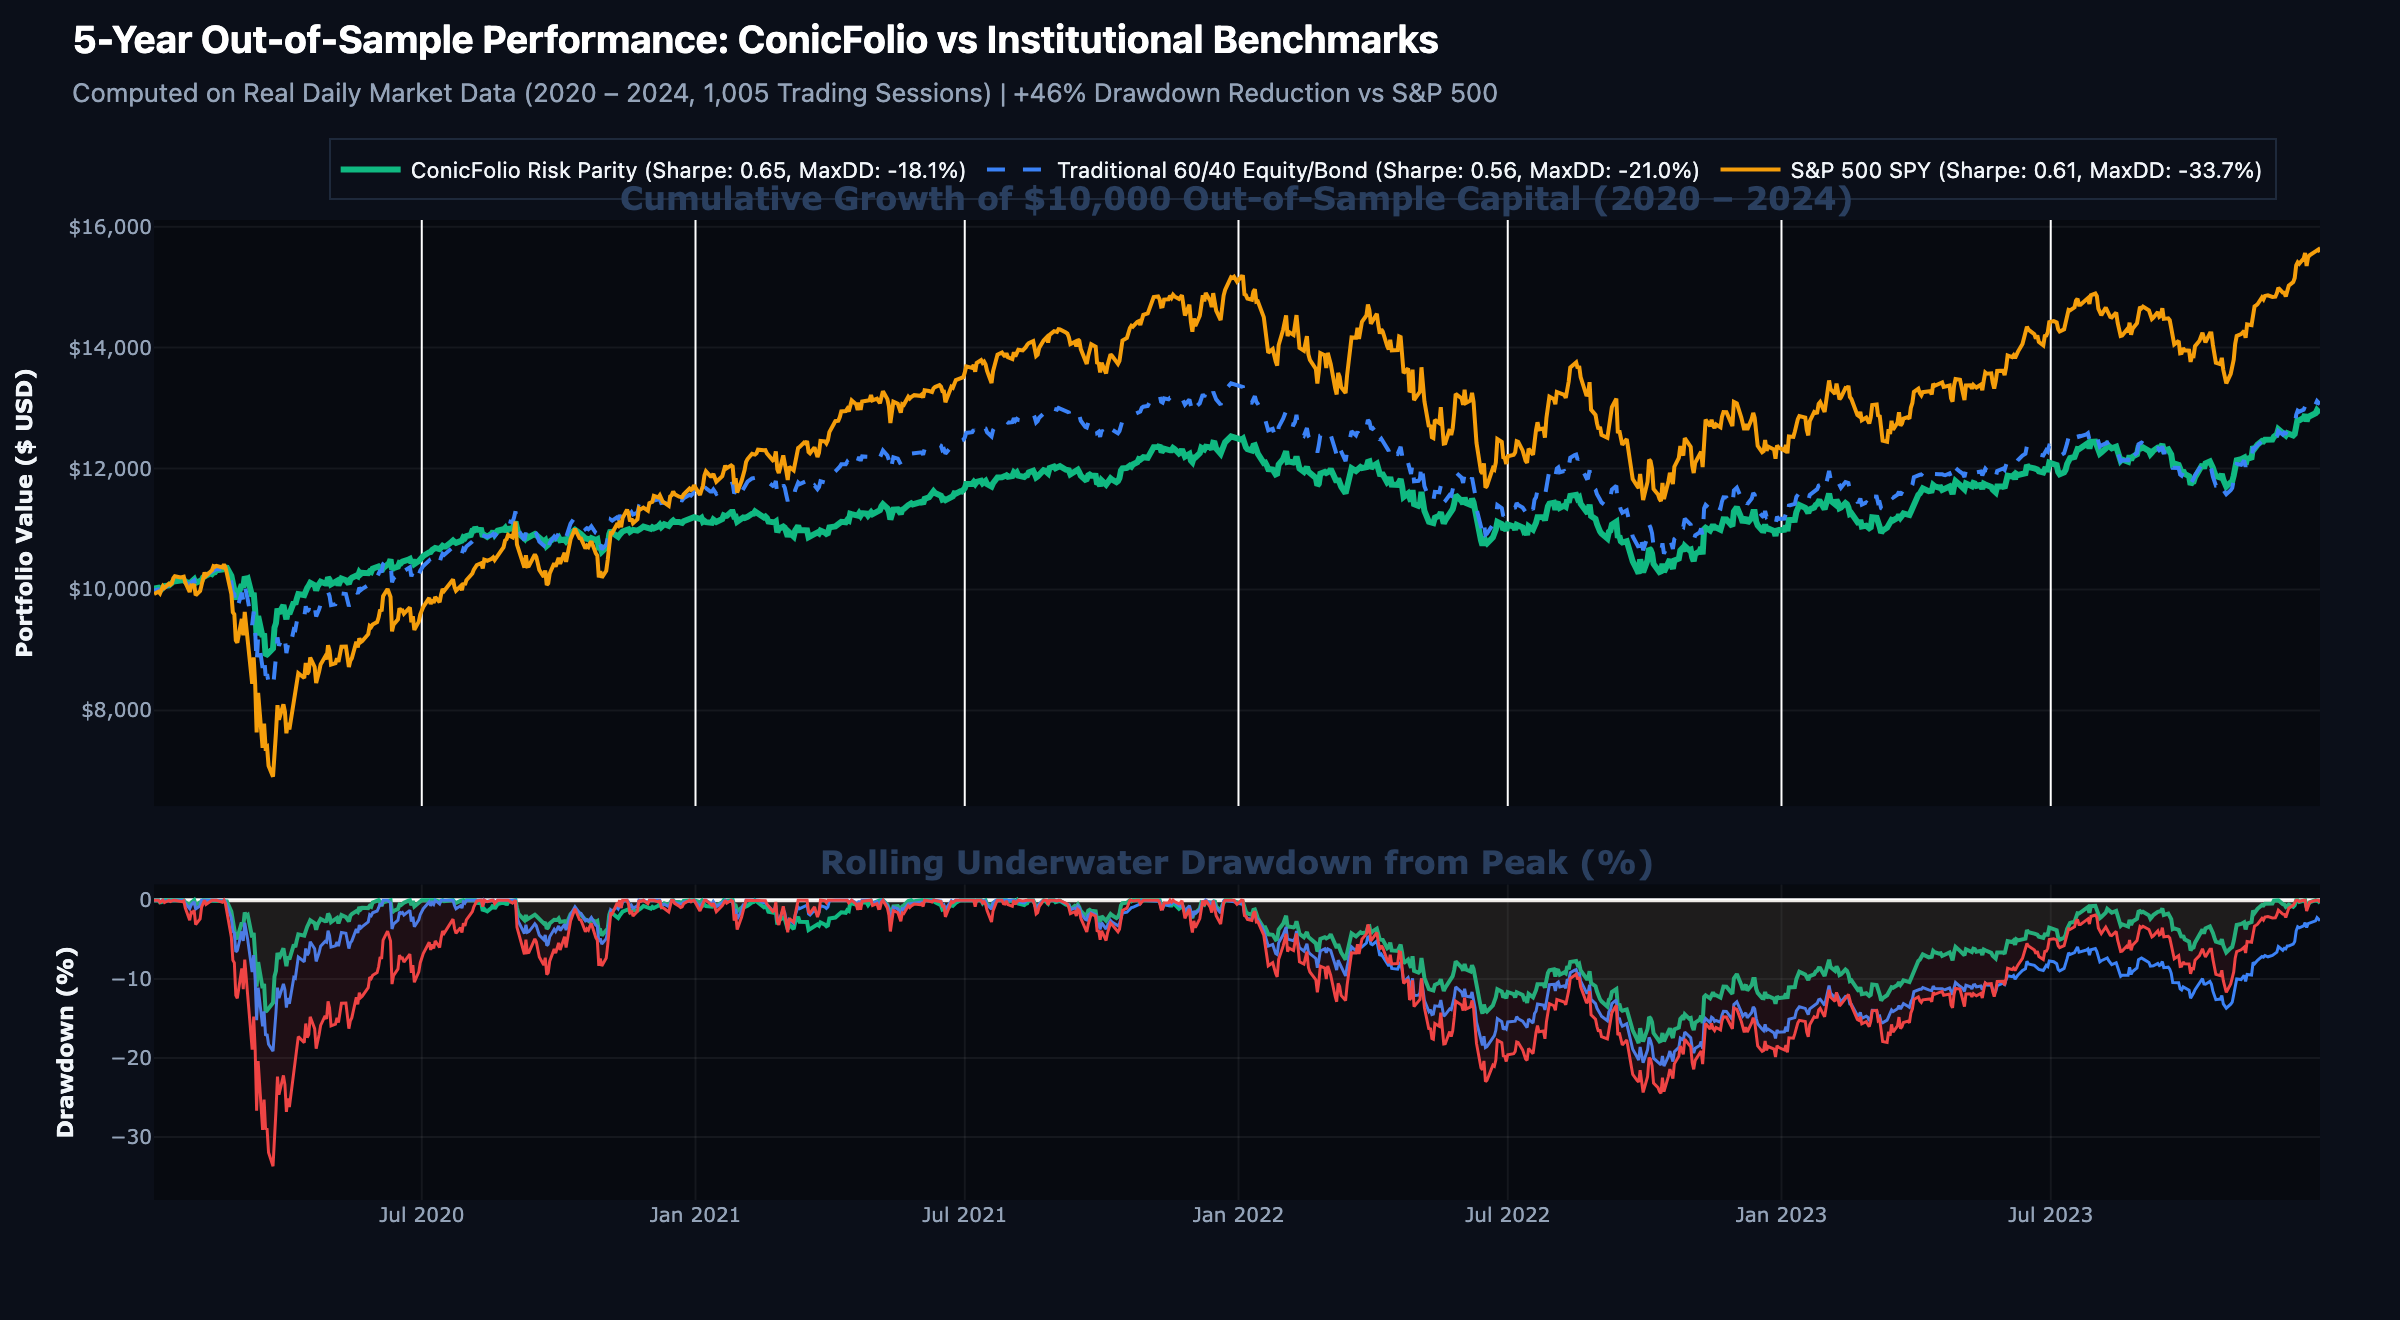 5-Year Out-of-Sample Performance: ConicFolio vs Institutional Benchmarks
Computed on Real Daily Market Data (2020 – 2024, 1,005 Trading Sessions) | +46% Drawdown Reduction vs S&P 500
ConicFolio Risk Parity (Sharpe: 0.65, MaxDD: -18.1%)
Traditional 60/40 Equity/Bond (Sharpe: 0.56, MaxDD: -21.0%)
S&P 500 SPY (Sharpe: 0.61, MaxDD: -33.7%)
Cumulative Growth of $10,000 Out-of-Sample Capital (2020 – 2024)
Portfolio Value ($ USD)
$16,000
$14,000
$12,000
$10,000
$8,000
Rolling Underwater Drawdown from Peak (%)
Drawdown (%)
0
−10
−20
−30
Jul 2020
Jan 2021
Jul 2021
Jan 2022
Jul 2022
Jan 2023
Jul 2023